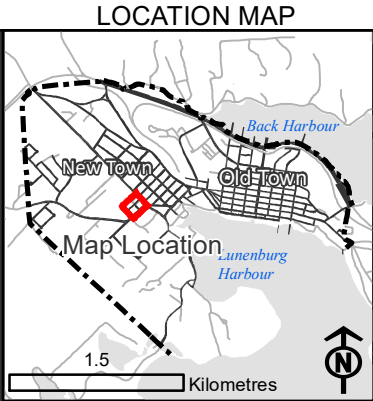 LOCATION MAP
Back Harbour
New Town
Old Town
Map Location
Lunenburg
Harbour
1.5
Kilometres
N